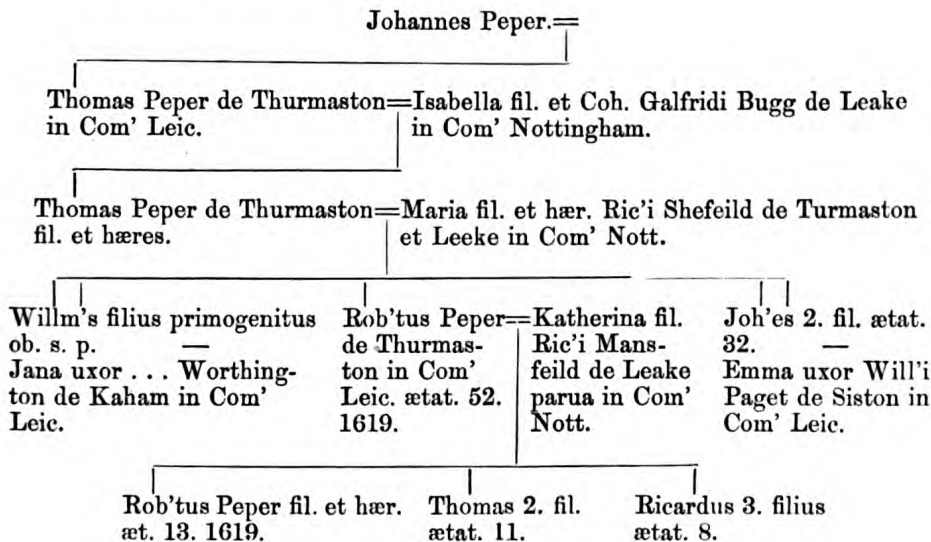 Johannes Peper.=
Thomas Peper de Thurmaston=Isabella fil. et Coh. Galfridi Bugg de Leake
in Com' Leic.
in Com' Nottingham.
Thomas Peper de Thurmaston=Maria fil. et hær. Ric'i Shefeild de Turmaston
fil. et hæres.
et Leeke in Com' Nott.
Willm's filius primogenitus
ob. s. p. —
Jana uxor . . . Worthing-
ton de Kaham in Com'
Leic.
Rob'tus Peper=
de Thurmas-
ton in Com'
Leic. ætat. 52.
1619.
Katherina fil.
Ric'i Mans-
feild de Leake
parua in Com'
Nott.
Joh'es 2. fil. ætat.
32. —
Emma uxor Will'i
Paget de Siston in
Com' Leic.
Rob'tus Peper fil. et hær.
æt. 13. 1619.
Thomas 2. fil.
ætat. 11.
Ricardus 3. filius
ætat. 8.